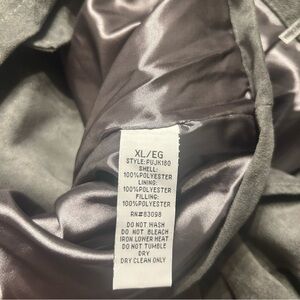 XL/EG
STYLE:PUJK180
SHELL:
100%POLYESTER
LINING:
100%POLYESTER
FILLING:
100%POLYESTER
RN#83098
DO NOT WASH
DO NOT BLEACH
IRON LOWER HEAT
DO NOT TUMBLE
DRY
DRY CLEAN ONLY